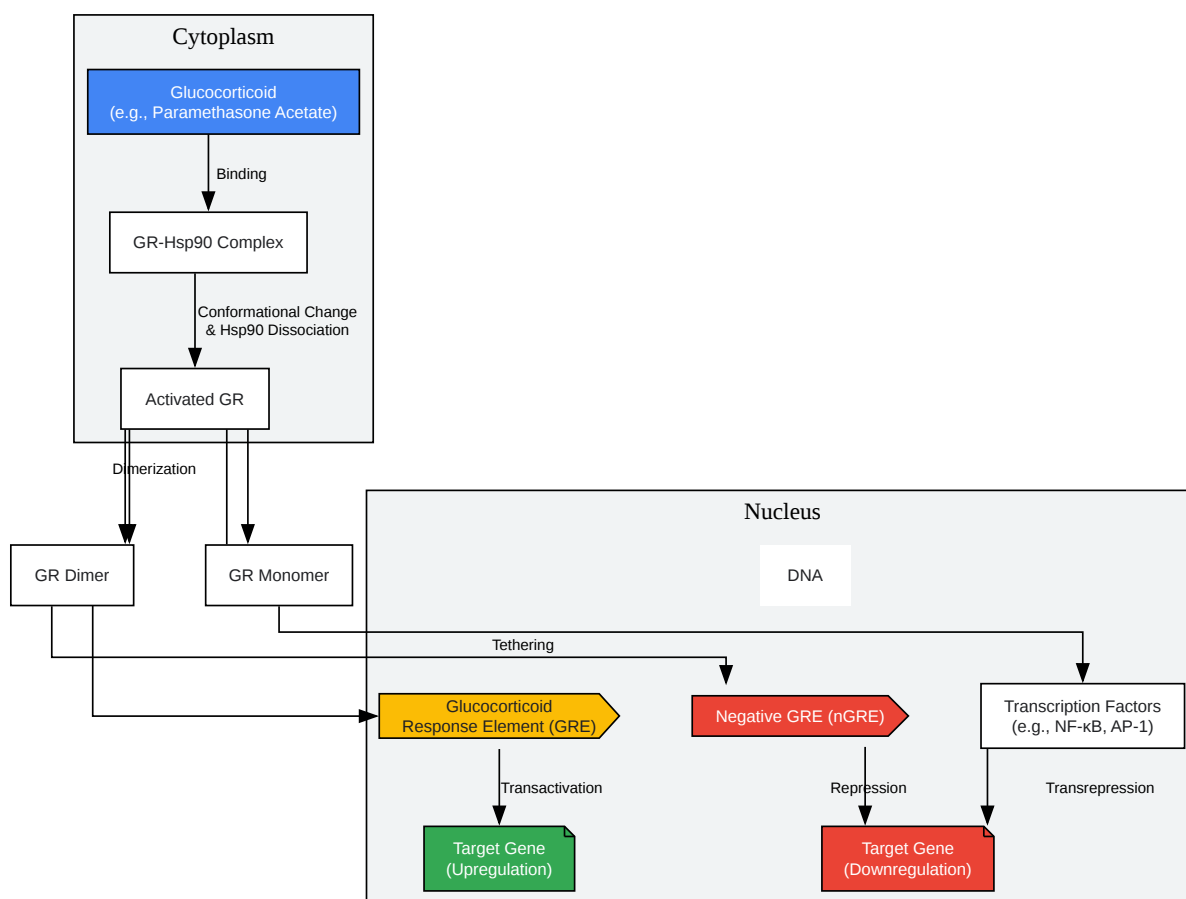 Cytoplasm
Glucocorticoid
(e.g., Paramethasone Acetate)
Binding
GR-Hsp90 Complex
Conformational Change
& Hsp90 Dissociation
Activated GR
Dimerization
Nucleus
GR Dimer
GR Monomer
DNA
Tethering
Glucocorticoid
Response Element (GRE)
Negative GRE (nGRE)
Transcription Factors
(e.g., NF-κB, AP-1)
Transactivation
Repression
Transrepression
Target Gene
(Upregulation)
Target Gene
(Downregulation)